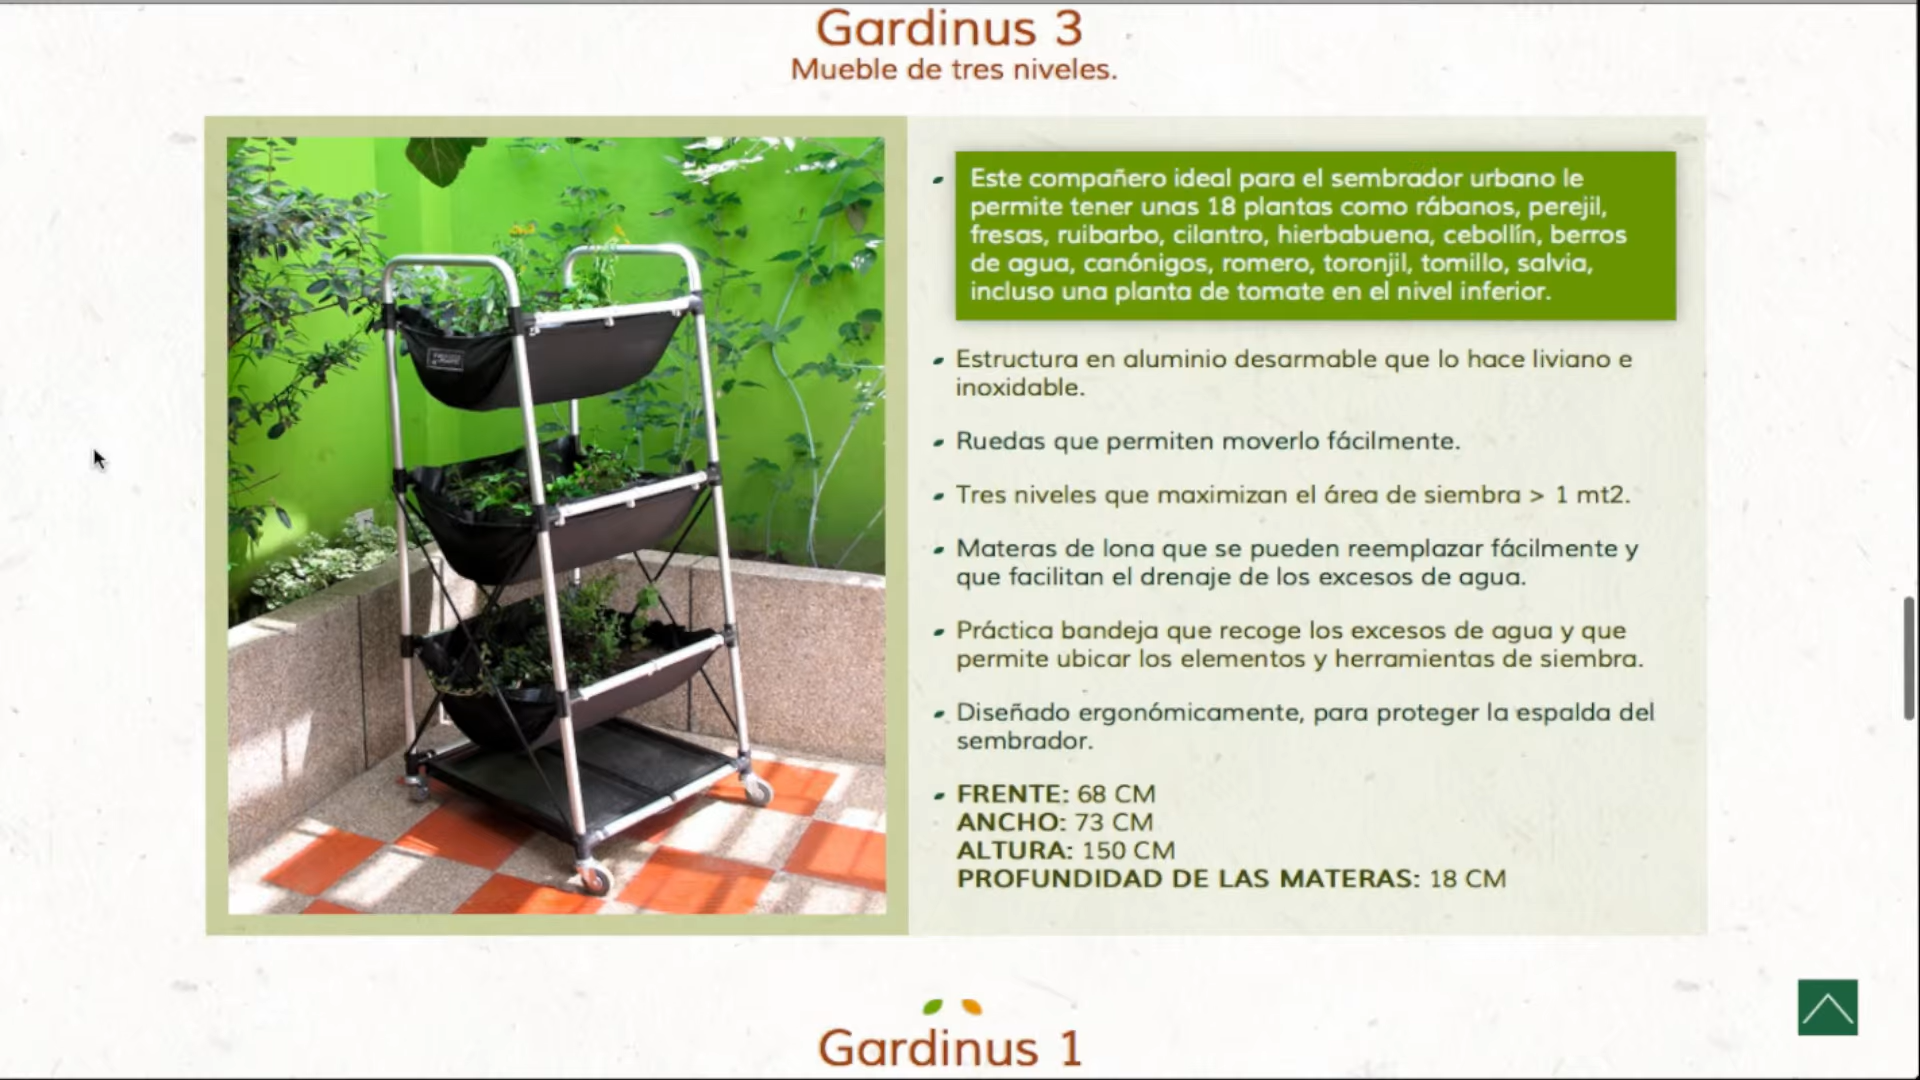 Gardinus 3
Mueble de tres niveles.
Este compañero ideal para el sembrador urbano le
permite tener unas 18 plantas como rábanos, perejil,
fresas, ruibarbo, cilantro, hierbabuena, cebollín, berros
de agua, canónigos, romero, toronjil, tomillo, salvia,
incluso una planta de tomate en el nivel inferior.
Estructura en aluminio desarmable que lo hace liviano e
inoxidable.
Ruedas que permiten moverlo fácilmente.
Tres niveles que maximizan el área de siembra > 1 mt2.
Materas de lona que se pueden reemplazar fácilmente y
que facilitan el drenaje de los excesos de agua.
Práctica bandeja que recoge los excesos de agua y que
permite ubicar los elementos y herramientas de siembra.
Diseñado ergonómicamente, para proteger la espalda del
sembrador.
FRENTE: 68 CM
ANCHO: 73 CM
ALTURA: 150 CM
PROFUNDIDAD DE LAS MATERAS: 18 CM
Gardinus 1